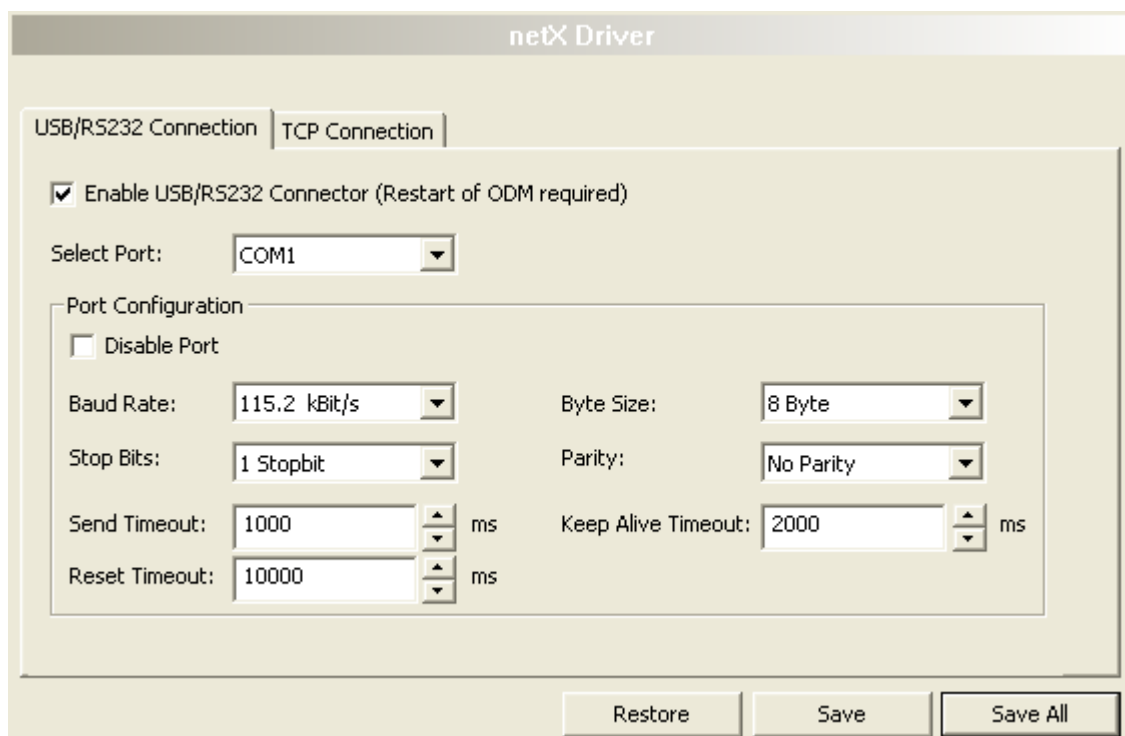 netX Driver
USB/RS232 Connection
TCP Connection
Enable USB/RS232 Connector (Restart of ODM required)
Select Port: COM1
Port Configuration
Disable Port
Baud Rate: 115.2 kBit/s Byte Size: 8 Byte
Stop Bits: 1 Stopbit Parity: No Parity
Send Timeout: 1000 ms Keep Alive Timeout: 2000 ms
Reset Timeout: 10000 ms
Restore Save Save All